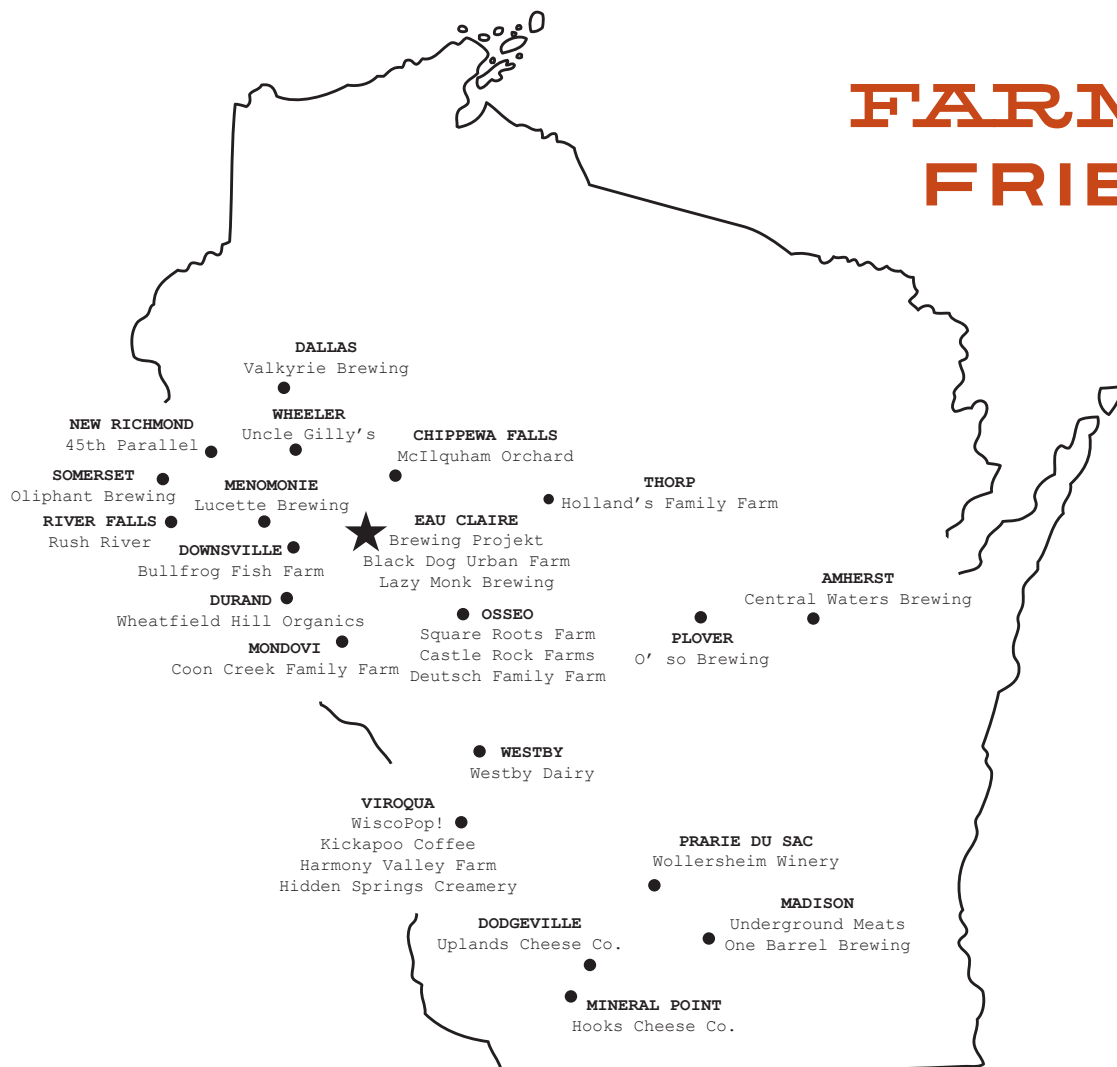 FARM
FRIE
DALLAS
Valkyrie Brewing
WHEELER
Uncle Gilly's
NEW RICHMOND
45th Parallel
CHIPPEWA FALLS
McIlquham Orchard
SOMERSET
Oliphant Brewing
MENOMONIE
Lucette Brewing
THORP
Holland's Family Farm
RIVER FALLS
Rush River
EAU CLAIRE
Brewing Projekt
Black Dog Urban Farm
Lazy Monk Brewing
DOWNSVILLE
Bullfrog Fish Farm
AMHERST
Central Waters Brewing
DURAND
Wheatfield Hill Organics
OSSEO
Square Roots Farm
Castle Rock Farms
Deutsch Family Farm
PLOVER
O' so Brewing
MONDOVI
Coon Creek Family Farm
WESTBY
Westby Dairy
VIROQUA
WiscoPop!
Kickapoo Coffee
Harmony Valley Farm
Hidden Springs Creamery
PRARIE DU SAC
Wollersheim Winery
MADISON
Underground Meats
One Barrel Brewing
DODGEVILLE
Uplands Cheese Co.
MINERAL POINT
Hooks Cheese Co.